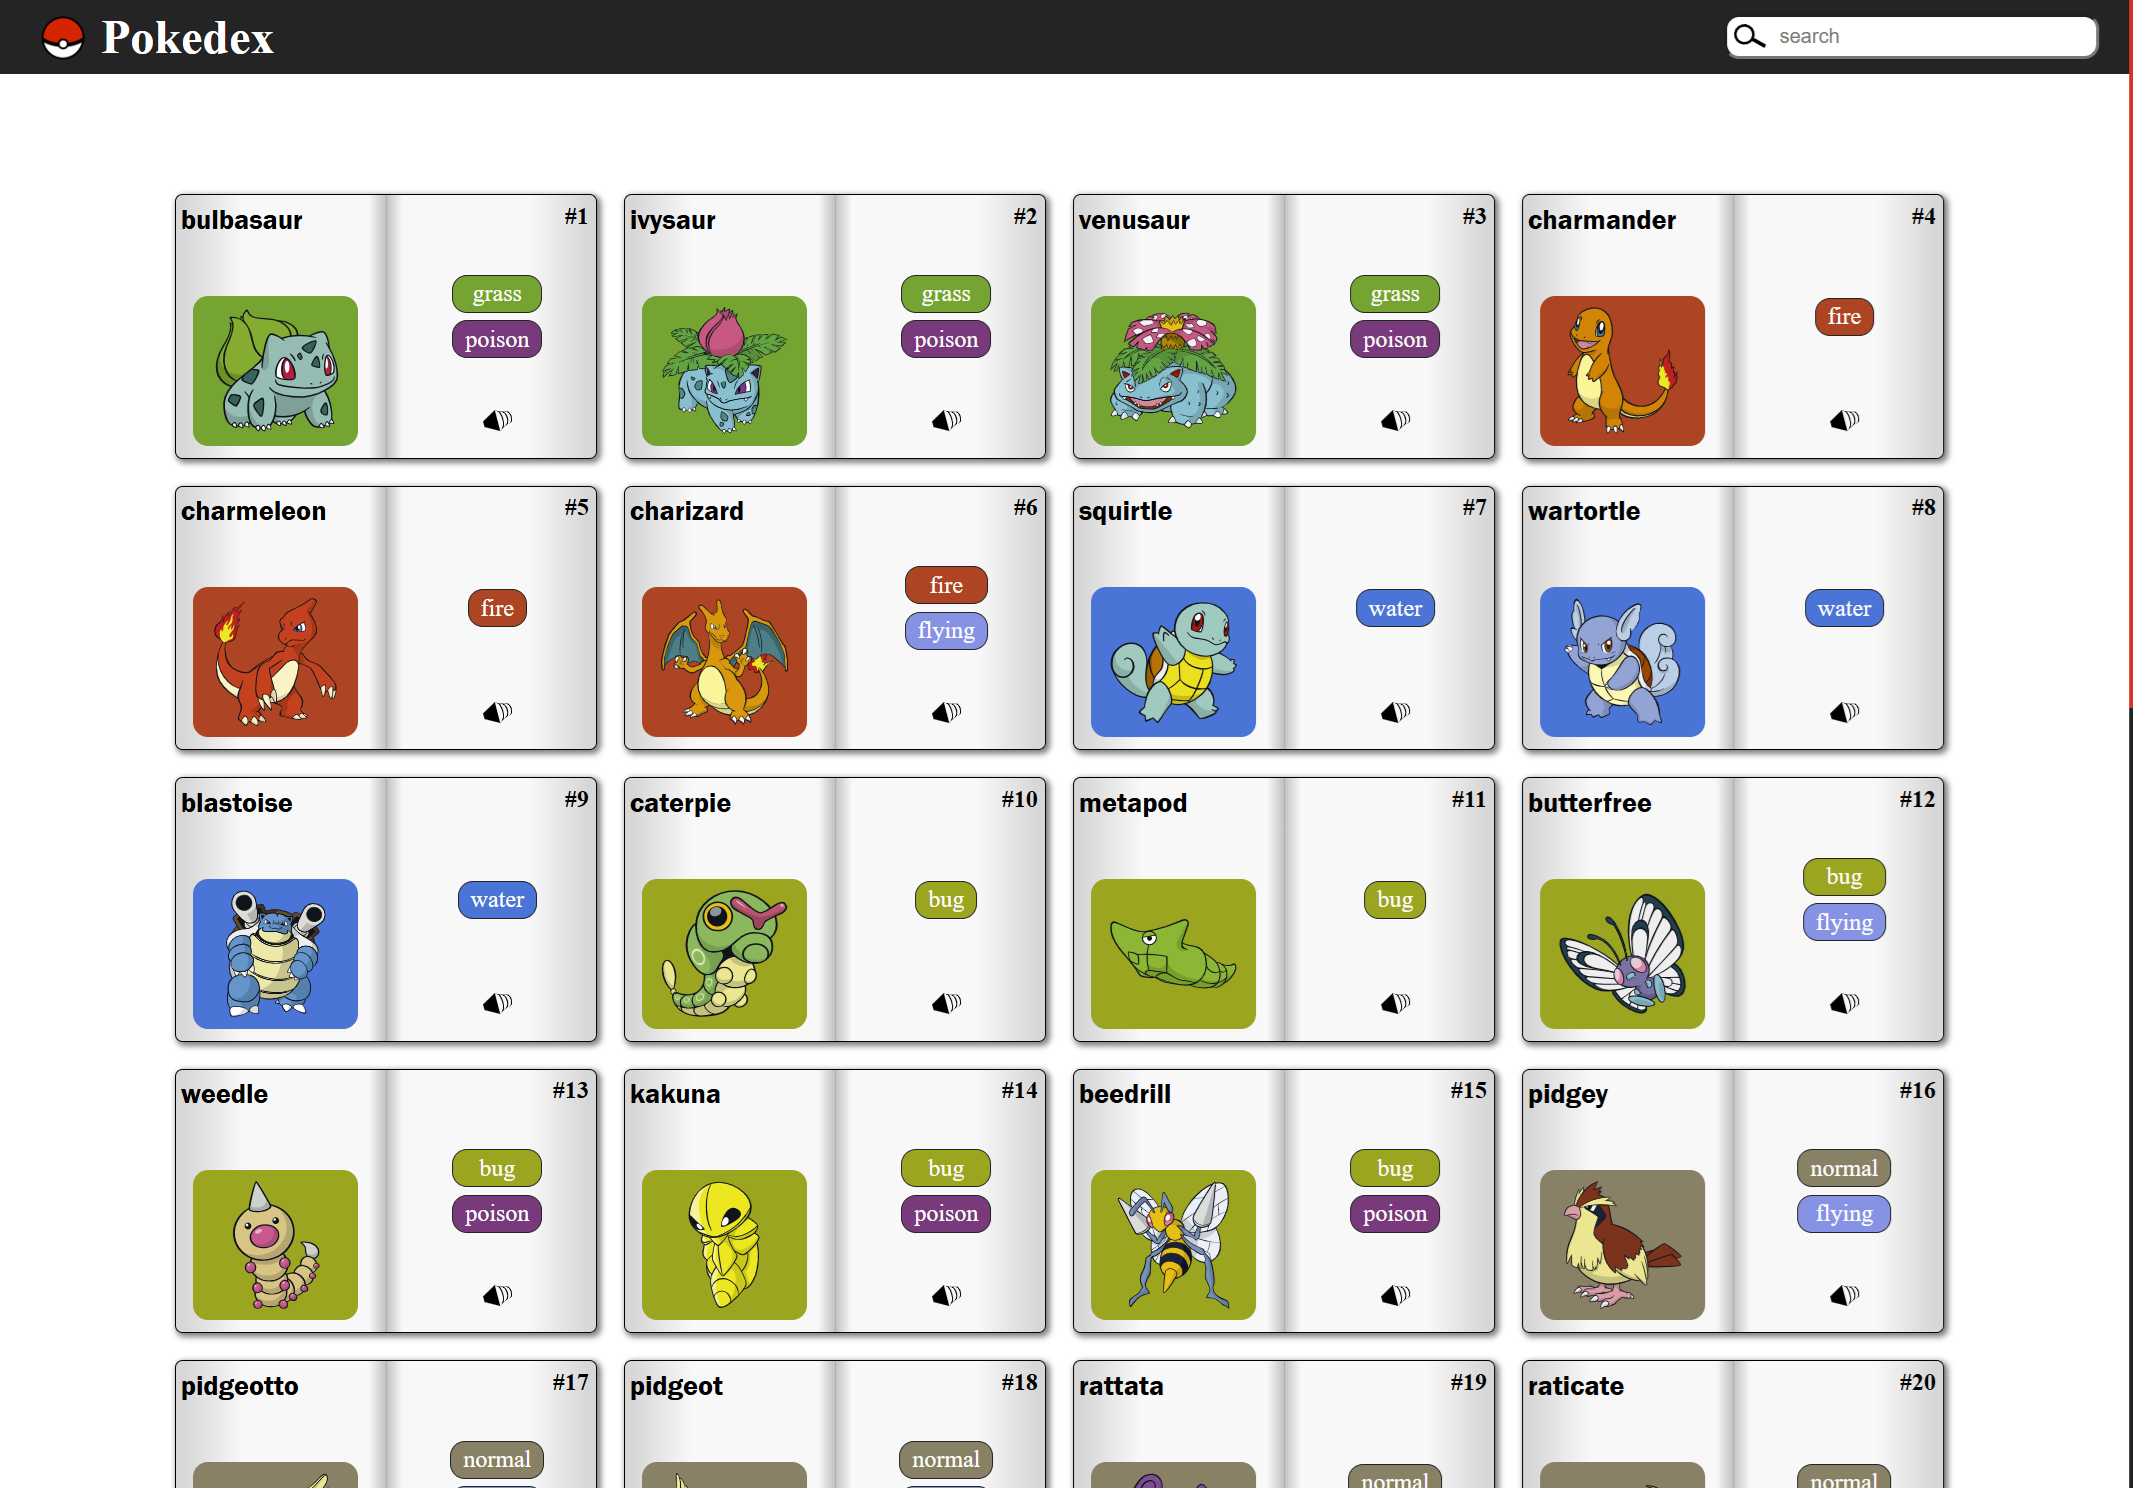 Pokedex
search
bulbasaur #1
grass
poison
ivysaur #2
grass
poison
venusaur #3
grass
poison
charmander #4
fire
charmeleon #5
fire
charizard #6
fire
flying
squirtle #7
water
wartortle #8
water
blastoise #9
water
caterpie #10
bug
metapod #11
bug
butterfree #12
bug
flying
weedle #13
bug
poison
kakuna #14
bug
poison
beedrill #15
bug
poison
pidgey #16
normal
flying
pidgeotto #17
normal
pidgeot #18
normal
rattata #19
normal
raticate #20
normal